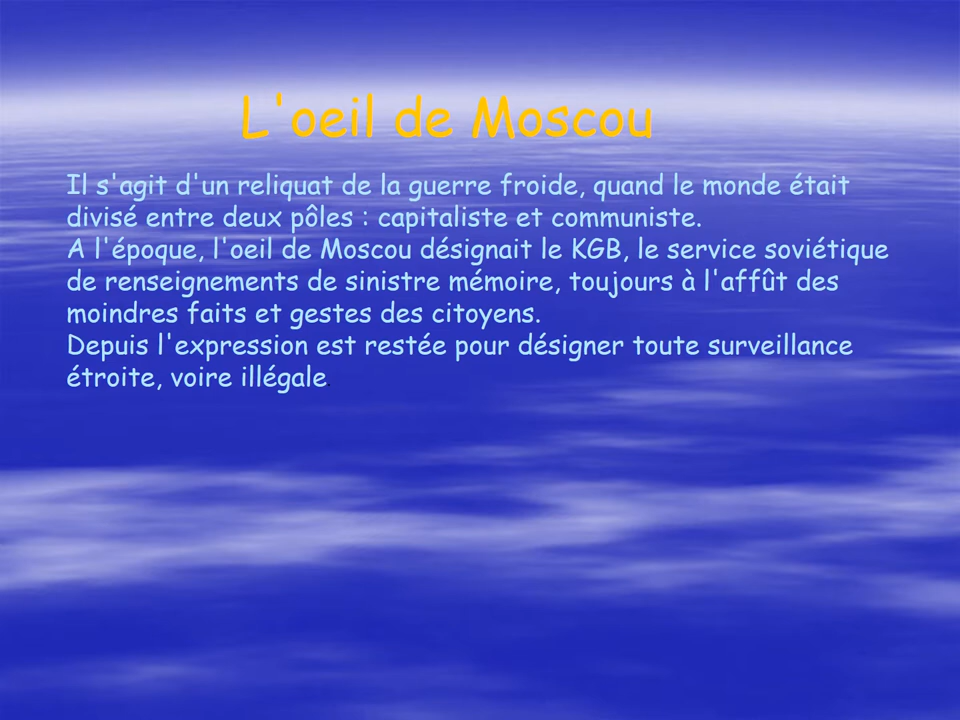 L'oeil de Moscou
Il s'agit d'un reliquat de la guerre froide, quand le monde était
divisé entre deux pôles : capitaliste et communiste.
A l'époque, l'oeil de Moscou désignait le KGB, le service soviétique
de renseignements de sinistre mémoire, toujours à l'affût des
moindres faits et gestes des citoyens.
Depuis l'expression est restée pour désigner toute surveillance
étroite, voire illégale.